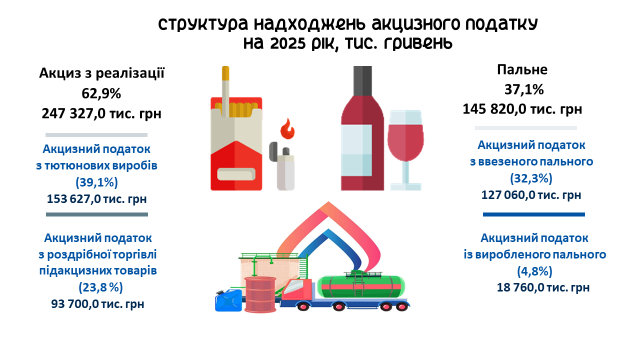 структура надходжень акцизного податку
на 2025 рік, тис. гривень
Акциз з реалізації
62,9%
247 327,0 тис. грн
Акцизний податок
з тютюнових виробів
(39,1%)
153 627,0 тис. грн
Акцизний податок
з роздрібної торгівлі
підакцизних товарів
(23,8 %)
93 700,0 тис. грн
Пальне
37,1%
145 820,0 тис. грн
Акцизний податок
з ввезеного пального
(32,3%)
127 060,0 тис. грн
Акцизний податок
із виробленого пального
(4,8%)
18 760,0 тис. грн